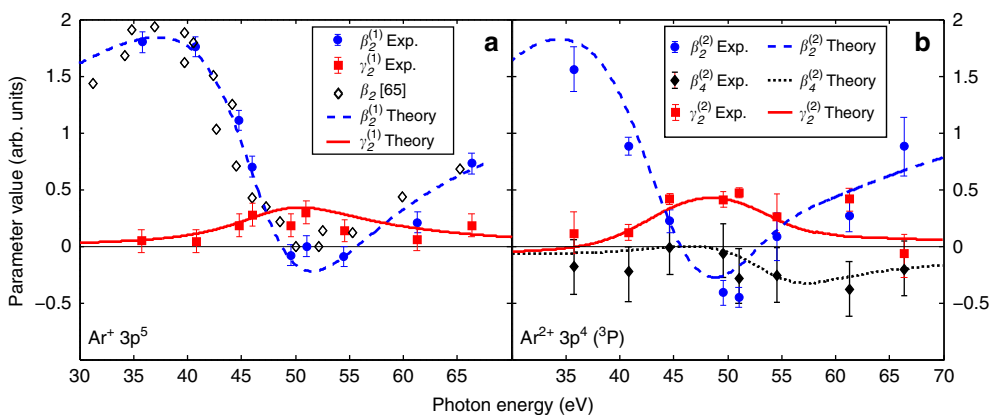 Parameter value (arb. units)
2
1.5
1
0.5
0
−0.5
a
β₂⁽¹⁾ Exp.
γ₂⁽¹⁾ Exp.
β₂ [65]
β₂⁽¹⁾ Theory
γ₂⁽¹⁾ Theory
Ar⁺ 3p⁵
30 35 40 45 50 55 60 65
b
β₂⁽²⁾ Exp. β₂⁽²⁾ Theory
β₄⁽²⁾ Exp. β₄⁽²⁾ Theory
γ₂⁽²⁾ Exp. γ₂⁽²⁾ Theory
Ar²⁺ 3p⁴ (³P)
2
1.5
1
0.5
0
−0.5
35 40 45 50 55 60 65 70
Photon energy (eV)